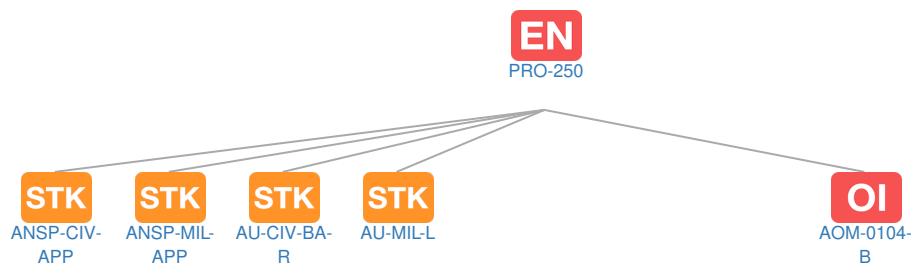 EN
PRO-250
STK STK STK STK OI
ANSP-CIV- ANSP-MIL- AU-CIV-BA- AU-MIL-L AOM-0104-
APP APP R B